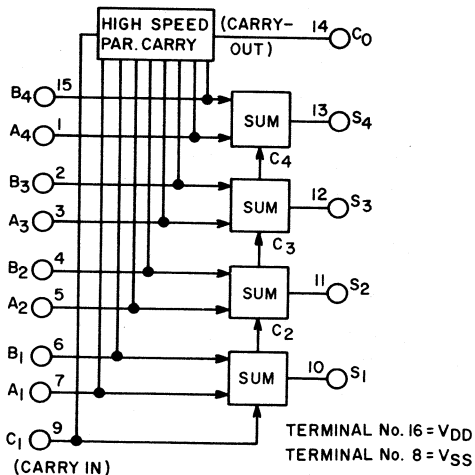 HIGH SPEED
PAR. CARRY
(CARRY-
OUT)
14 C0
B4 15
A4 1
SUM
13 S4
C4
B3 2
A3 3
SUM
12 S3
C3
B2 4
A2 5
SUM
11 S2
C2
B1 6
A1 7
SUM
10 S1
C1 9
(CARRY IN)
TERMINAL No. 16 = VDD
TERMINAL No. 8 = VSS